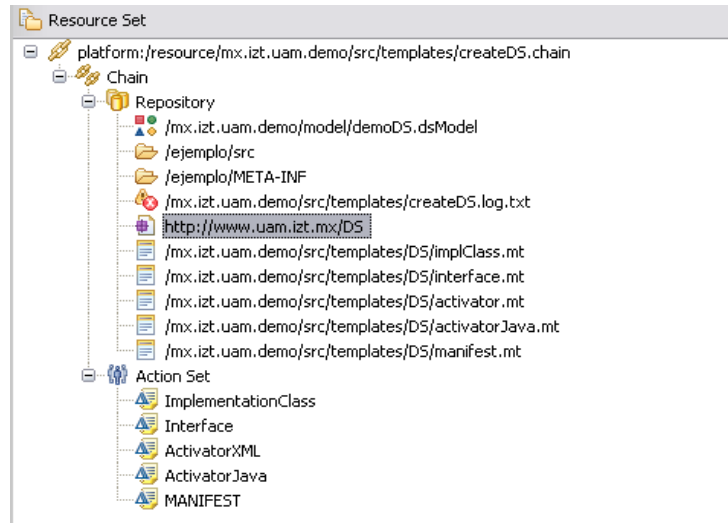 Resource Set
platform:/resource/mx.izt.uam.demo/src/templates/createDS.chain
Chain
Repository
/mx.izt.uam.demo/model/demoDS.dsModel
/ejemplo/src
/ejemplo/META-INF
/mx.izt.uam.demo/src/templates/createDS.log.txt
http://www.uam.izt.mx/DS
/mx.izt.uam.demo/src/templates/DS/implClass.mt
/mx.izt.uam.demo/src/templates/DS/interface.mt
/mx.izt.uam.demo/src/templates/DS/activator.mt
/mx.izt.uam.demo/src/templates/DS/activatorJava.mt
/mx.izt.uam.demo/src/templates/DS/manifest.mt
Action Set
ImplementationClass
Interface
ActivatorXML
ActivatorJava
MANIFEST